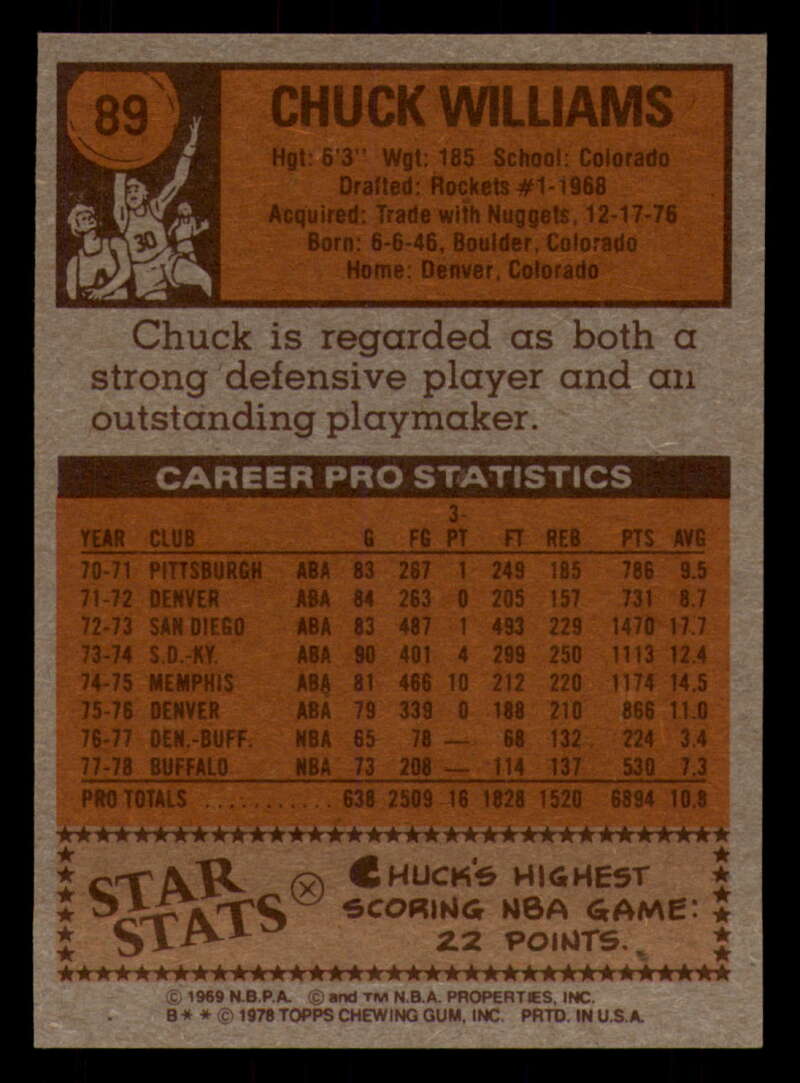 89
CHUCK WILLIAMS
Hgt: 6'3" Wgt: 185 School: Colorado
Drafted: Rockets #1-1968
Acquired: Trade with Nuggets, 12-17-76
Born: 6-6-46, Boulder, Colorado
Home: Denver, Colorado
30
Chuck is regarded as both a
strong defensive player and an
outstanding playmaker.
CAREER PRO STATISTICS
YEAR CLUB G FG 3-PT FT REB PTS AVG
70-71 PITTSBURGH ABA 83 267 1 249 185 786 9.5
71-72 DENVER ABA 84 263 0 205 157 731 8.7
72-73 SAN DIEGO ABA 83 487 1 493 229 1470 17.7
73-74 S.D.-KY. ABA 90 401 4 299 250 1113 12.4
74-75 MEMPHIS ABA 81 466 10 212 220 1174 14.5
75-76 DENVER ABA 79 339 0 188 210 866 11.0
76-77 DEN.-BUFF. NBA 65 78 — 68 132 224 3.4
77-78 BUFFALO NBA 73 208 — 114 137 530 7.3
PRO TOTALS ............ 638 2509 16 1828 1520 6894 10.8
STAR
STATS
CHUCK'S HIGHEST
SCORING NBA GAME:
22 POINTS.
© 1969 N.B.P.A. © and TM N.B.A. PROPERTIES, INC.
B* * © 1978 TOPPS CHEWING GUM, INC. PRTD. IN U.S.A.